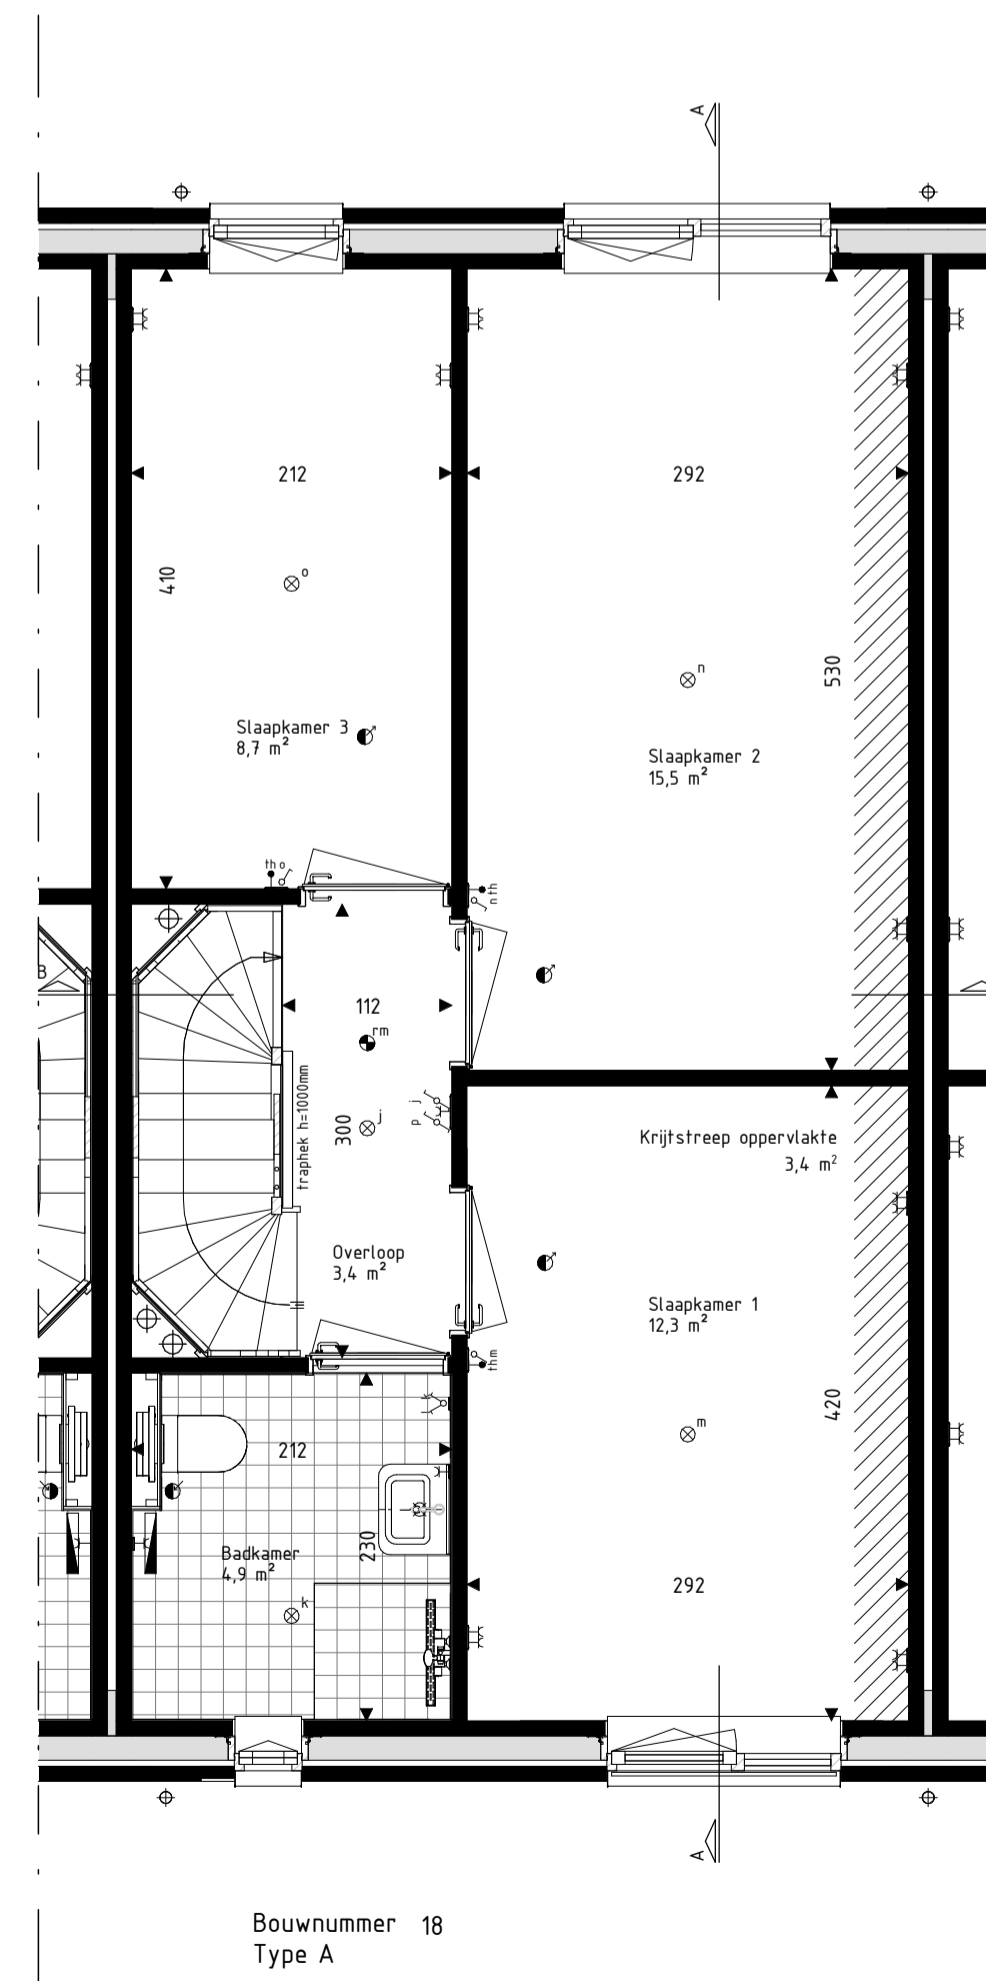 A
212
292
410
530
o
n
Slaapkamer 3
8,7 m²
Slaapkamer 2
15,5 m²
th o
n th
B
112
rm
traphek h=1000mm
300
j
p j
Krijtstreep oppervlakte
3,4 m²
Overloop
3,4 m²
Slaapkamer 1
12,3 m²
thm
420
m
212
230
Badkamer
4,9 m²
k
292
A
Bouwnummer 18
Type A